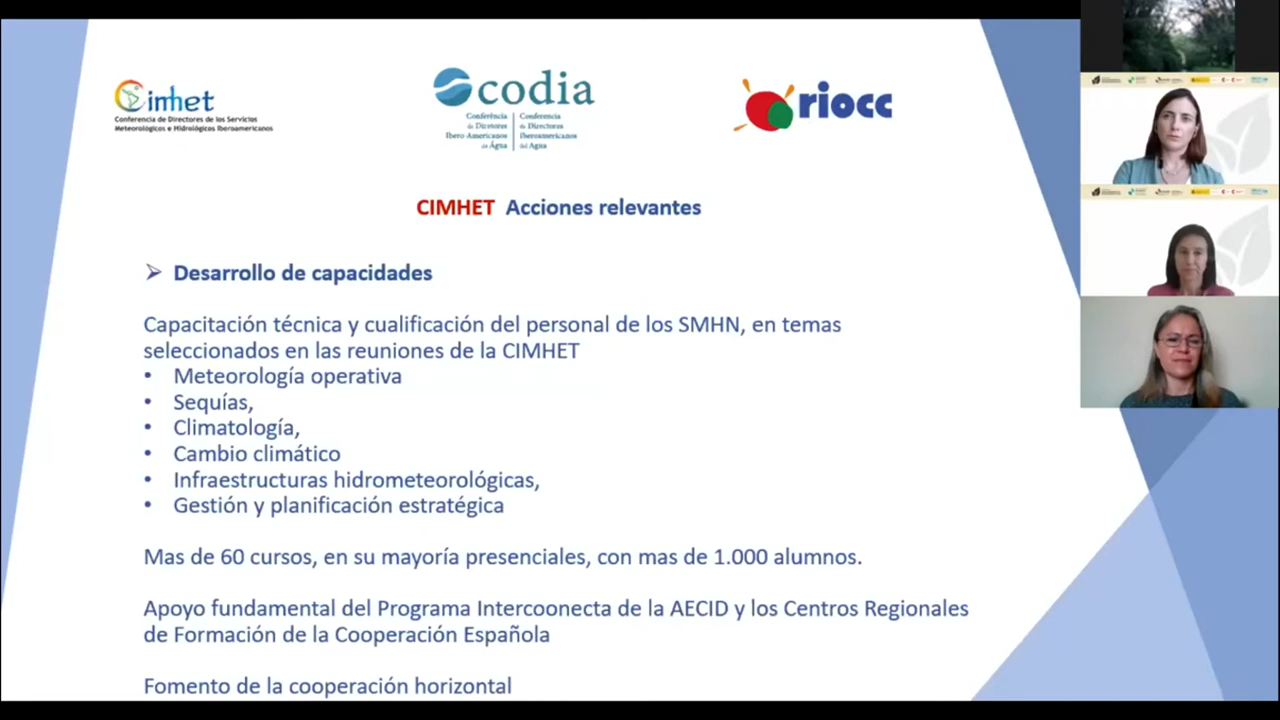 Cimhet
Conferencia de Directores de los Servicios
Meteorológicos e Hidrológicos Iberoamericanos
codia
Conferência
de Diretores
Ibero-Americanos
de Água
Conferencia
de Directores
Iberoamericanos
del Agua
riocc
CIMHET Acciones relevantes
➢ Desarrollo de capacidades
Capacitación técnica y cualificación del personal de los SMHN, en temas
seleccionados en las reuniones de la CIMHET
• Meteorología operativa
• Sequías,
• Climatología,
• Cambio climático
• Infraestructuras hidrometeorológicas,
• Gestión y planificación estratégica
Mas de 60 cursos, en su mayoría presenciales, con mas de 1.000 alumnos.
Apoyo fundamental del Programa Intercoonecta de la AECID y los Centros Regionales
de Formación de la Cooperación Española
Fomento de la cooperación horizontal